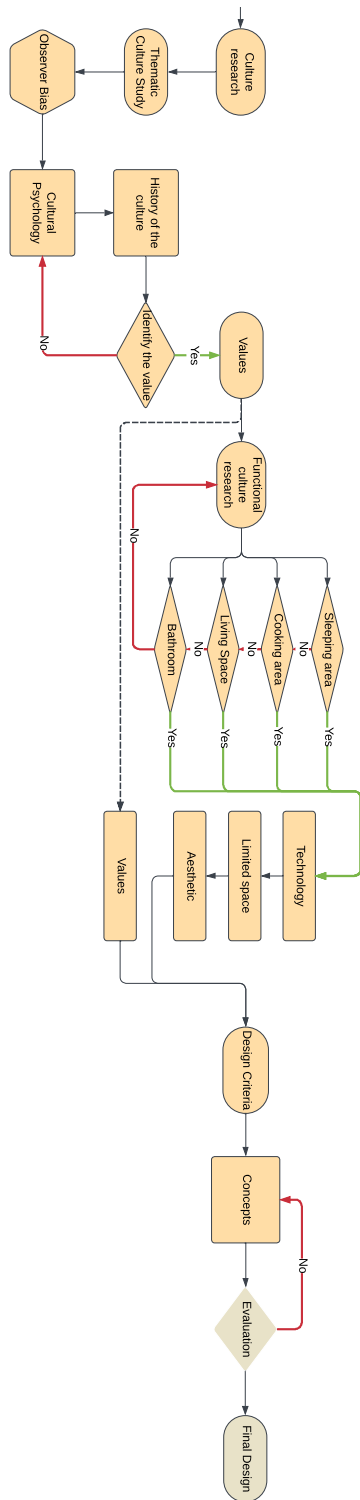 Culture
research
Thematic
Culture Study
Observer Bias
Cultural
Psychology
History of the
culture
Identify the value
No
Yes
Values
Functional
culture
research
No
Sleeping area
No
Cooking area
No
Living Space
No
Bathroom
Yes
Yes
Yes
Yes
Technology
Limited space
Aesthetic
Values
Design Criteria
Concepts
No
Evaluation
Final Design